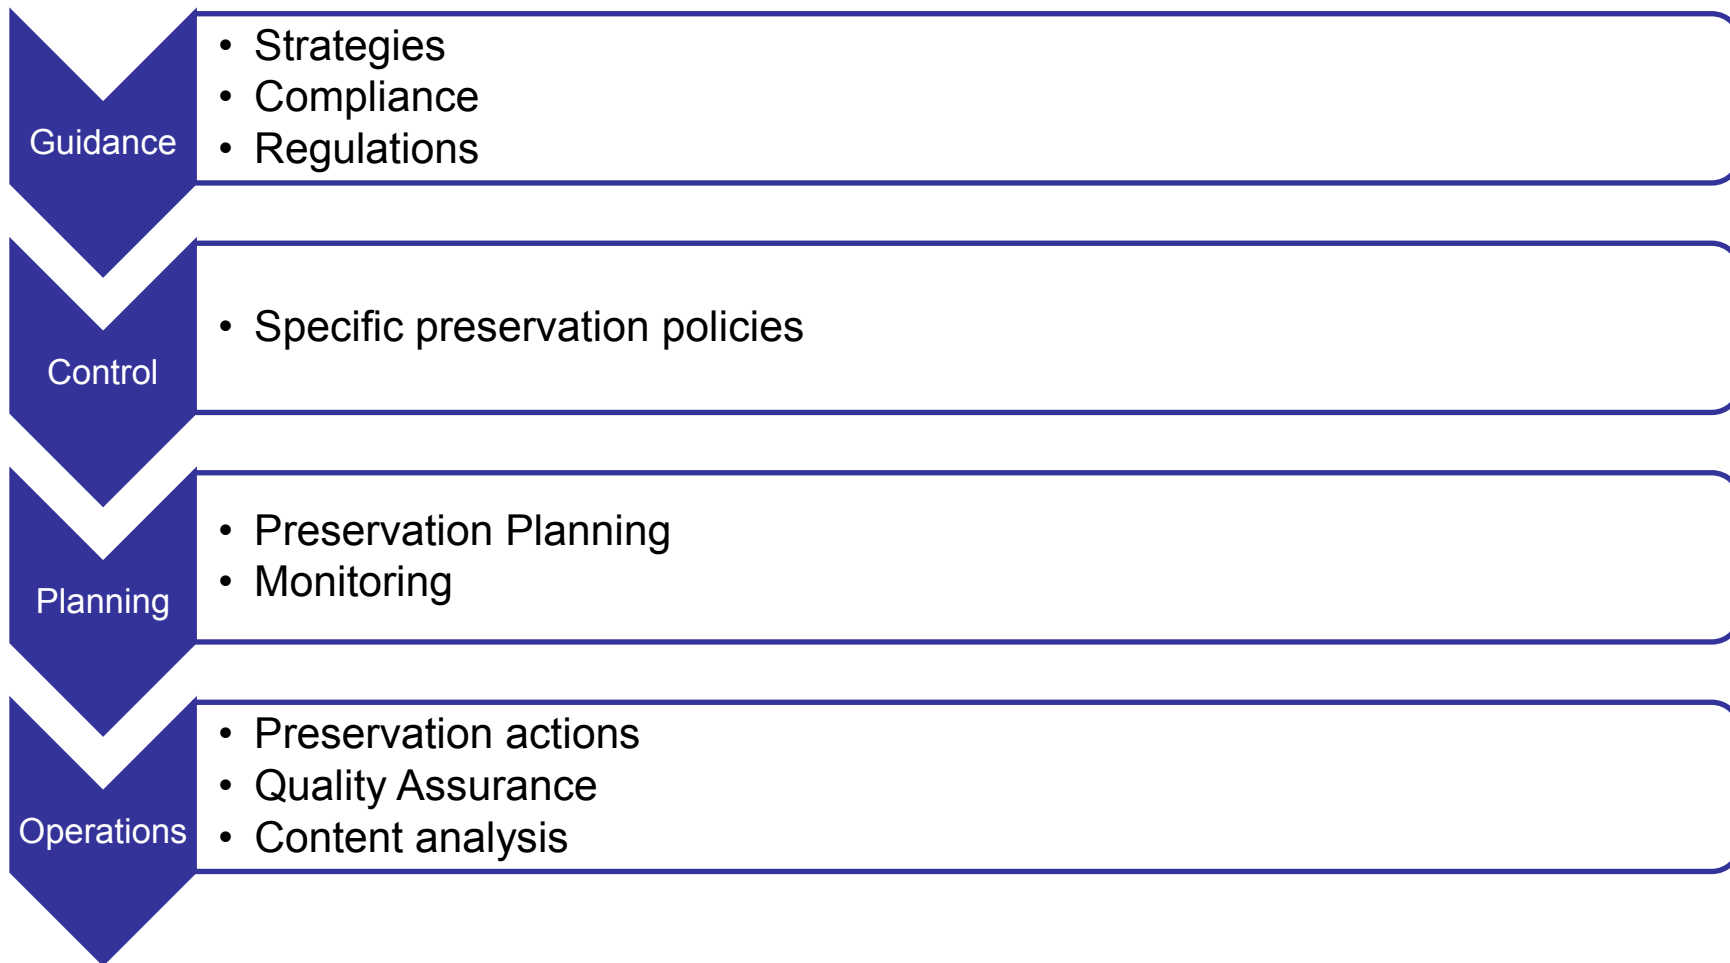 Guidance
• Strategies
• Compliance
• Regulations
Control
• Specific preservation policies
Planning
• Preservation Planning
• Monitoring
Operations
• Preservation actions
• Quality Assurance
• Content analysis